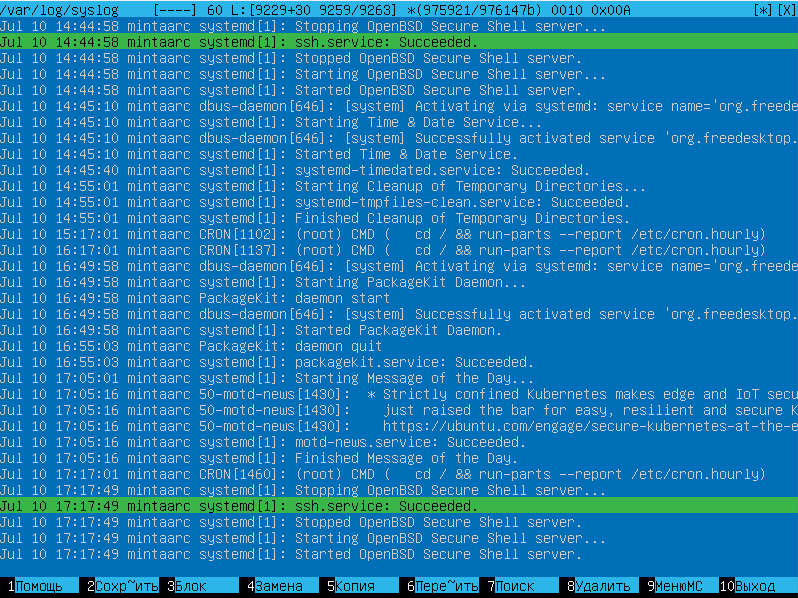 /var/log/syslog [----] 60 L:[9229+30 9259/9263] *(975921/976147b) 0010 0x00A [*][X]
Jul 10 14:44:58 mintaarc systemd[1]: Stopping OpenBSD Secure Shell server...
Jul 10 14:44:58 mintaarc systemd[1]: ssh.service: Succeeded.
Jul 10 14:44:58 mintaarc systemd[1]: Stopped OpenBSD Secure Shell server.
Jul 10 14:44:58 mintaarc systemd[1]: Starting OpenBSD Secure Shell server...
Jul 10 14:44:58 mintaarc systemd[1]: Started OpenBSD Secure Shell server.
Jul 10 14:45:10 mintaarc dbus-daemon[646]: [system] Activating via systemd: service name='org.freede
Jul 10 14:45:10 mintaarc systemd[1]: Starting Time & Date Service...
Jul 10 14:45:10 mintaarc dbus-daemon[646]: [system] Successfully activated service 'org.freedesktop.
Jul 10 14:45:10 mintaarc systemd[1]: Started Time & Date Service.
Jul 10 14:45:40 mintaarc systemd[1]: systemd-timedated.service: Succeeded.
Jul 10 14:55:01 mintaarc systemd[1]: Starting Cleanup of Temporary Directories...
Jul 10 14:55:01 mintaarc systemd[1]: systemd-tmpfiles-clean.service: Succeeded.
Jul 10 14:55:01 mintaarc systemd[1]: Finished Cleanup of Temporary Directories.
Jul 10 15:17:01 mintaarc CRON[1102]: (root) CMD (   cd / && run-parts --report /etc/cron.hourly)
Jul 10 16:17:01 mintaarc CRON[1137]: (root) CMD (   cd / && run-parts --report /etc/cron.hourly)
Jul 10 16:49:58 mintaarc dbus-daemon[646]: [system] Activating via systemd: service name='org.freede
Jul 10 16:49:58 mintaarc systemd[1]: Starting PackageKit Daemon...
Jul 10 16:49:58 mintaarc PackageKit: daemon start
Jul 10 16:49:58 mintaarc dbus-daemon[646]: [system] Successfully activated service 'org.freedesktop.
Jul 10 16:49:58 mintaarc systemd[1]: Started PackageKit Daemon.
Jul 10 16:55:03 mintaarc PackageKit: daemon quit
Jul 10 16:55:03 mintaarc systemd[1]: packagekit.service: Succeeded.
Jul 10 17:05:01 mintaarc systemd[1]: Starting Message of the Day...
Jul 10 17:05:16 mintaarc 50-motd-news[1430]:  * Strictly confined Kubernetes makes edge and IoT secu
Jul 10 17:05:16 mintaarc 50-motd-news[1430]:    just raised the bar for easy, resilient and secure K
Jul 10 17:05:16 mintaarc 50-motd-news[1430]:    https://ubuntu.com/engage/secure-kubernetes-at-the-e
Jul 10 17:05:16 mintaarc systemd[1]: motd-news.service: Succeeded.
Jul 10 17:05:16 mintaarc systemd[1]: Finished Message of the Day.
Jul 10 17:17:01 mintaarc CRON[1460]: (root) CMD (   cd / && run-parts --report /etc/cron.hourly)
Jul 10 17:17:49 mintaarc systemd[1]: Stopping OpenBSD Secure Shell server...
Jul 10 17:17:49 mintaarc systemd[1]: ssh.service: Succeeded.
Jul 10 17:17:49 mintaarc systemd[1]: Stopped OpenBSD Secure Shell server.
Jul 10 17:17:49 mintaarc systemd[1]: Starting OpenBSD Secure Shell server...
Jul 10 17:17:49 mintaarc systemd[1]: Started OpenBSD Secure Shell server.
1Помощь 2Сохр~ить 3Блок 4Замена 5Копия 6Пере~ить 7Поиск 8Удалить 9МенюMC 10Выход